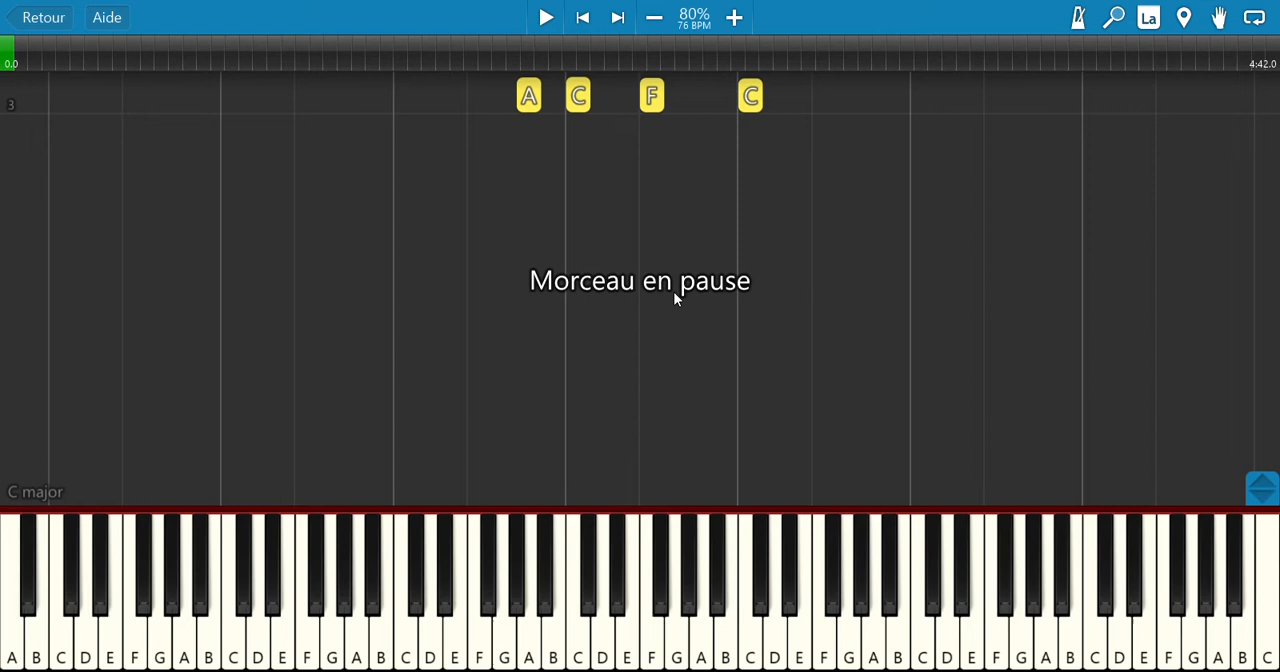 Retour Aide 80% La
76 BPM
0.0 4:42.0
3 A C F C
Morceau en pause
C major
A B C D E F G A B C D E F G A B C D E F G A B C D E F G A B C D E F G A B C D E F G A B C D E F G A B C